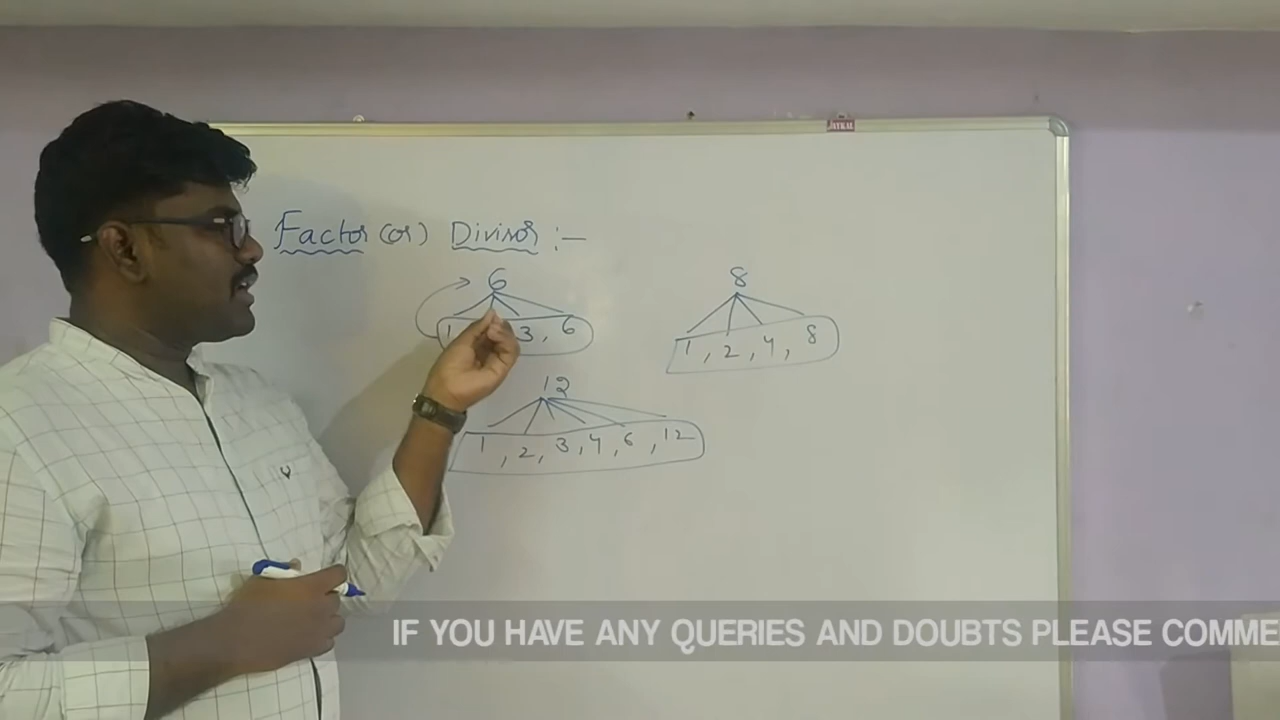 Factor (or) Divisor :-
6
1, 3, 6
8
1, 2, 4, 8
12
1, 2, 3, 4, 6, 12
IF YOU HAVE ANY QUERIES AND DOUBTS PLEASE COMME